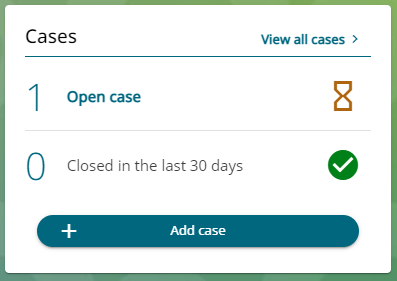 Cases
View all cases
1 Open case
0 Closed in the last 30 days
Add case